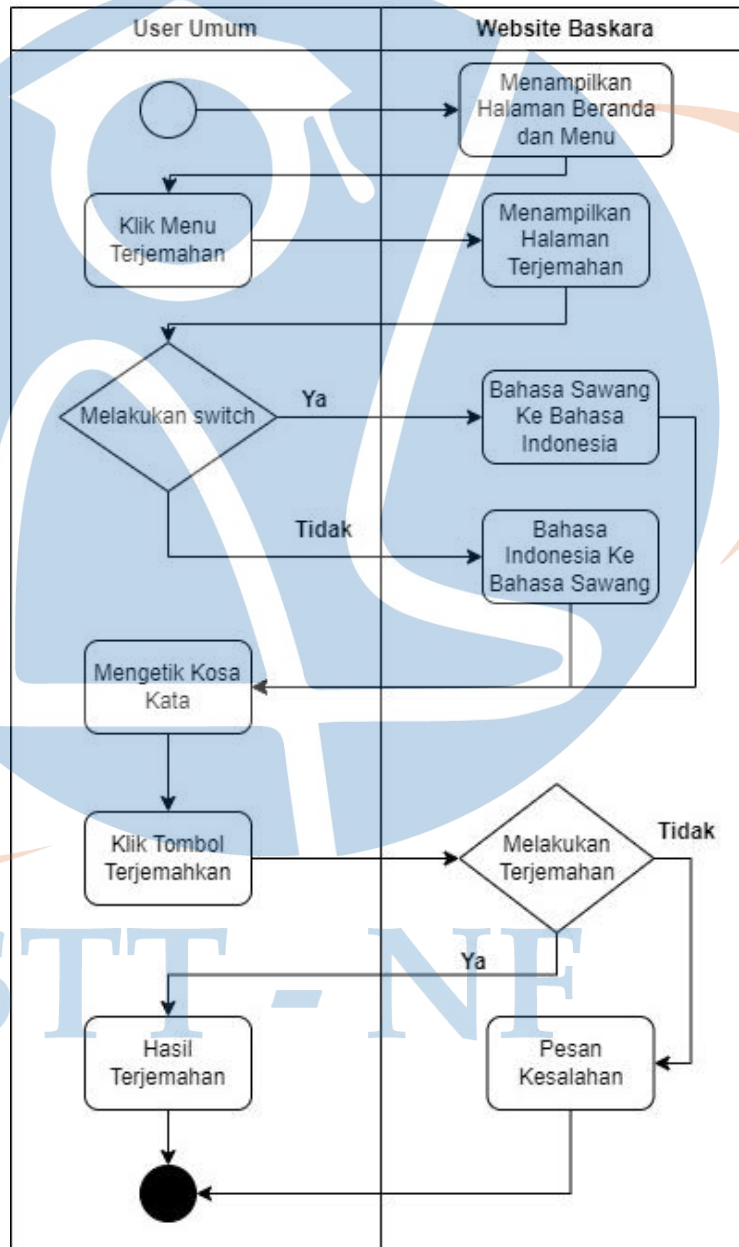 User Umum
Website Baskara
Menampilkan
Halaman Beranda
dan Menu
Klik Menu
Terjemahan
Menampilkan
Halaman
Terjemahan
Melakukan switch
Ya
Bahasa Sawang
Ke Bahasa
Indonesia
Tidak
Bahasa
Indonesia Ke
Bahasa Sawang
Mengetik Kosa
Kata
Klik Tombol
Terjemahkan
Melakukan
Terjemahan
Tidak
Ya
STT - NF
Hasil
Terjemahan
Pesan
Kesalahan